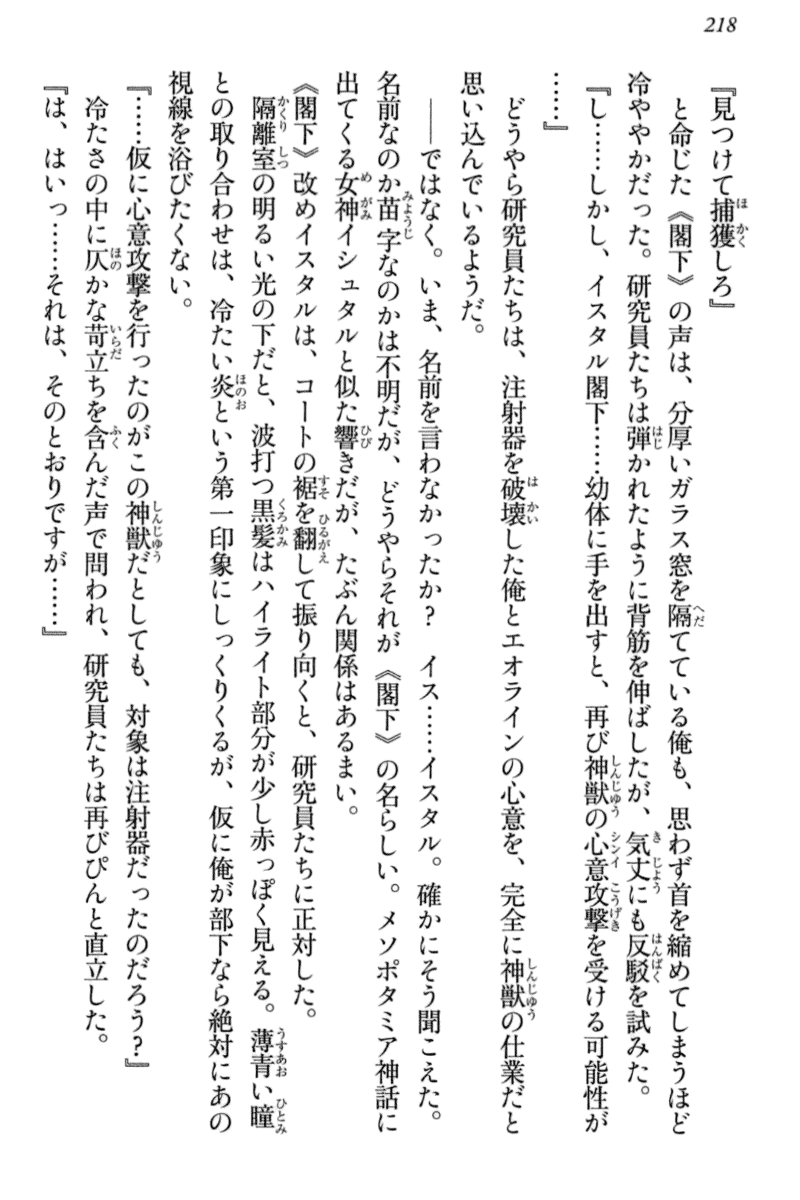 218
『見つけて捕獲しろ』
と命じた《閣下》の声は、分厚いガラス窓を隔てている俺も、思わず首を縮めてしまうほど
冷ややかだった。研究員たちは弾かれたように背筋を伸ばしたが、気丈にも反駁を試みた。
『し……しかし、イスタル閣下……幼体に手を出すと、再び神獣の心意攻撃を受ける可能性が
……』
どうやら研究員たちは、注射器を破壊した俺とエオラインの心意を、完全に神獣の仕業だと
思い込んでいるようだ。
――ではなく。いま、名前を言わなかったか？　イス……イスタル。確かにそう聞こえた。
名前なのか苗字なのかは不明だが、どうやらそれが《閣下》の名らしい。メソポタミア神話に
出てくる女神イシュタルと似た響きだが、たぶん関係はあるまい。
《閣下》改めイスタルは、コートの裾を翻して振り向くと、研究員たちに正対した。
隔離室の明るい光の下だと、波打つ黒髪はハイライト部分が少し赤っぽく見える。薄青い瞳
との取り合わせは、冷たい炎という第一印象にしっくりくるが、仮に俺が部下なら絶対にあの
視線を浴びたくない。
『……仮に心意攻撃を行ったのがこの神獣だとしても、対象は注射器だったのだろう？』
冷たさの中に仄かな苛立ちを含んだ声で問われ、研究員たちは再びぴんと直立した。
『は、はいっ……それは、そのとおりですが……』